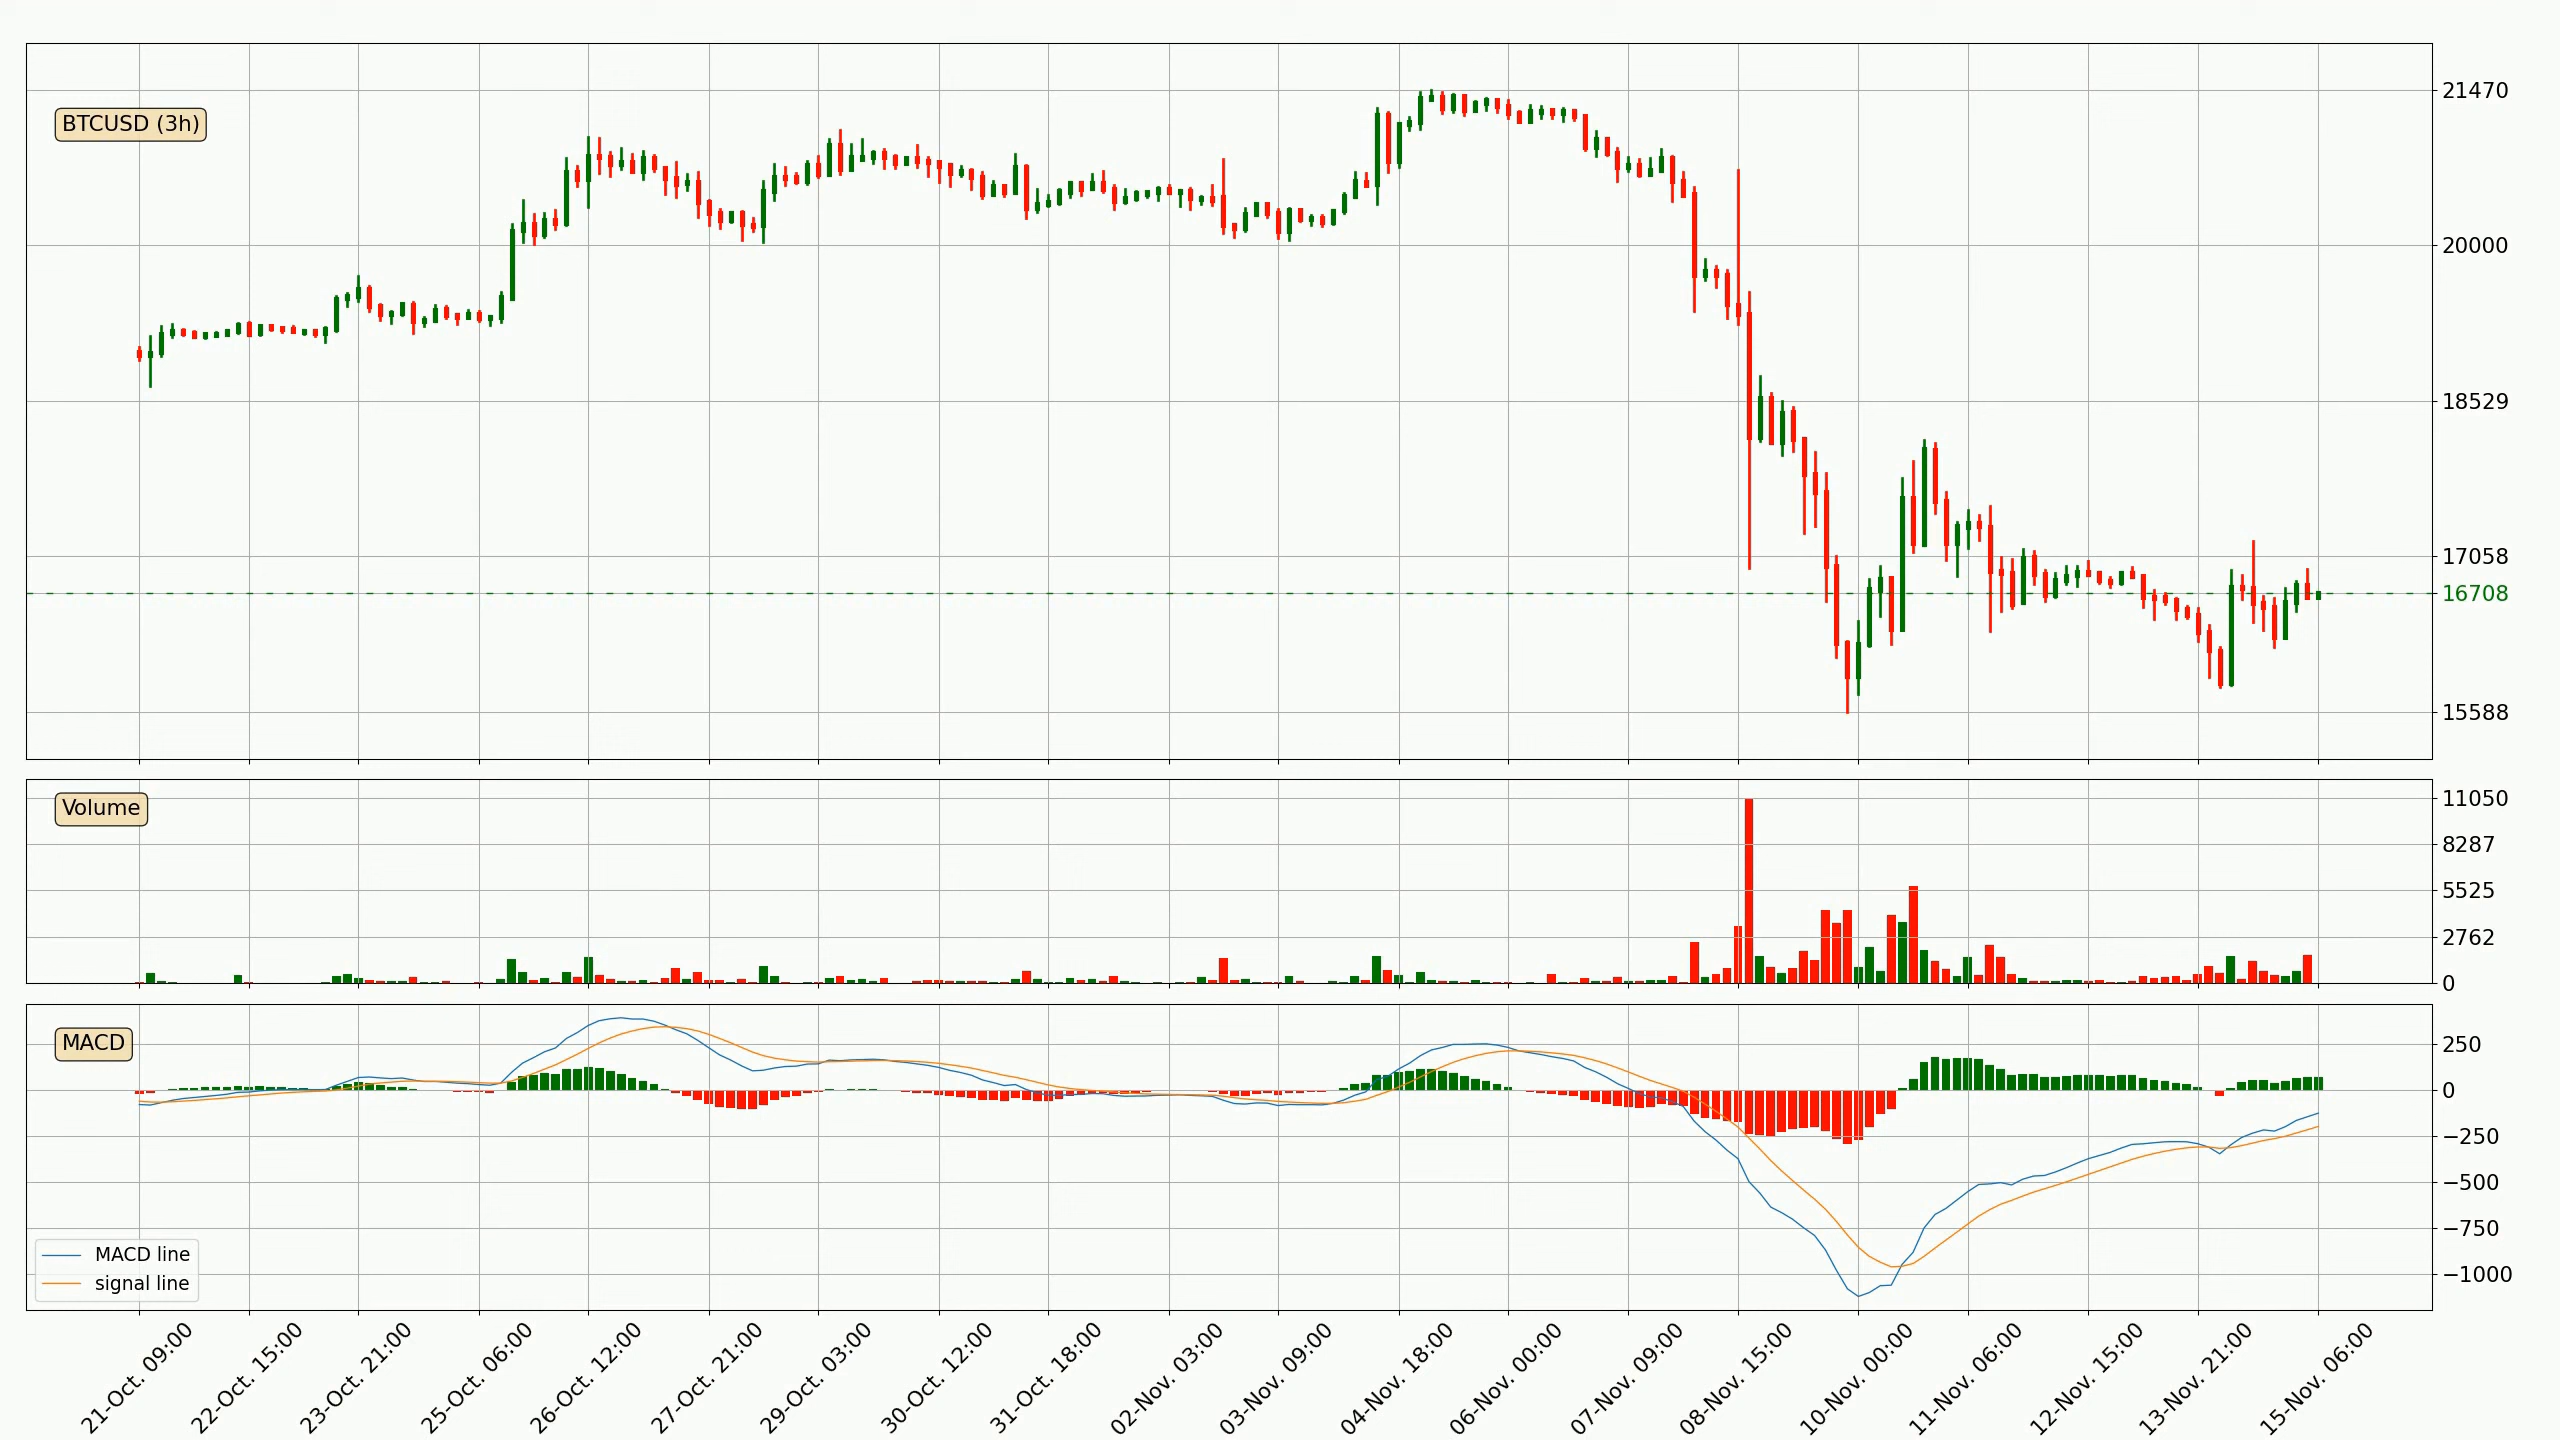 BTCUSD (3h)
21470
20000
18529
17058
16708
15588
Volume
11050
8287
5525
2762
0
MACD
250
0
−250
−500
−750
−1000
MACD line
signal line
21-Oct. 09:00
22-Oct. 15:00
23-Oct. 21:00
25-Oct. 06:00
26-Oct. 12:00
27-Oct. 21:00
29-Oct. 03:00
30-Oct. 12:00
31-Oct. 18:00
02-Nov. 03:00
03-Nov. 09:00
04-Nov. 18:00
06-Nov. 00:00
07-Nov. 09:00
08-Nov. 15:00
10-Nov. 00:00
11-Nov. 06:00
12-Nov. 15:00
13-Nov. 21:00
15-Nov. 06:00